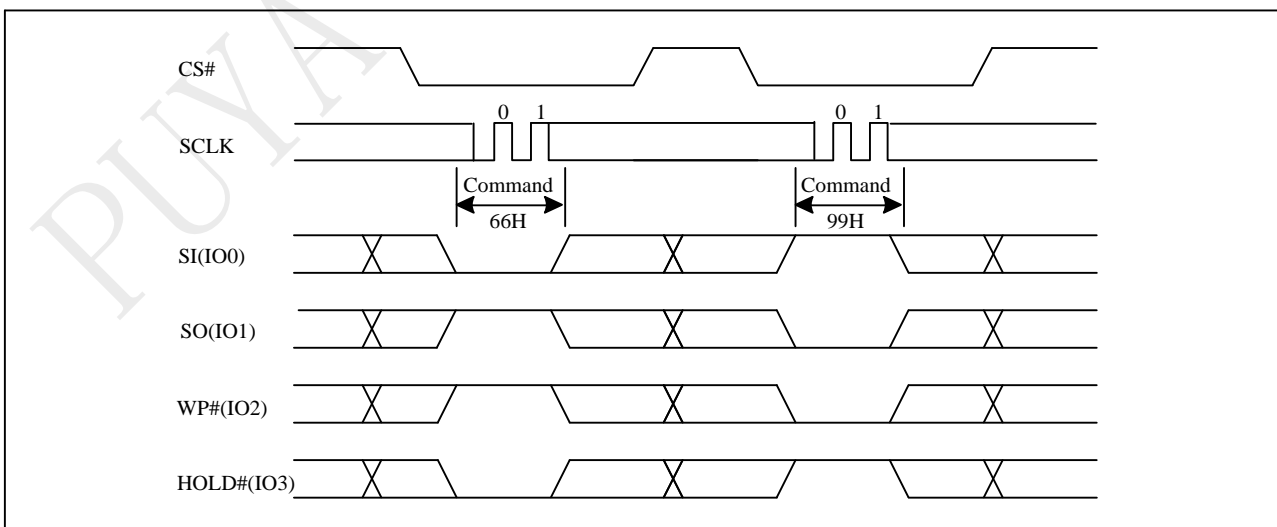 PUYA
CS#
0 1 0 1
SCLK
Command Command
66H 99H
SI(IO0)
SO(IO1)
WP#(IO2)
HOLD#(IO3)